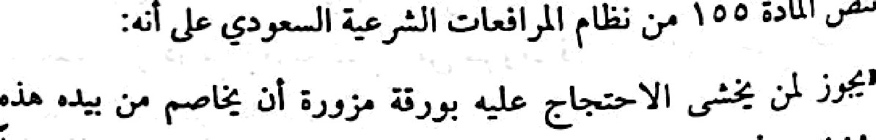 تنص المادة ١٥٥ من نظام المرافعات الشرعية السعودي على أنه:
"يجوز لمن يخشى الاحتجاج عليه بورقة مزورة أن يخاصم من بيده هذه